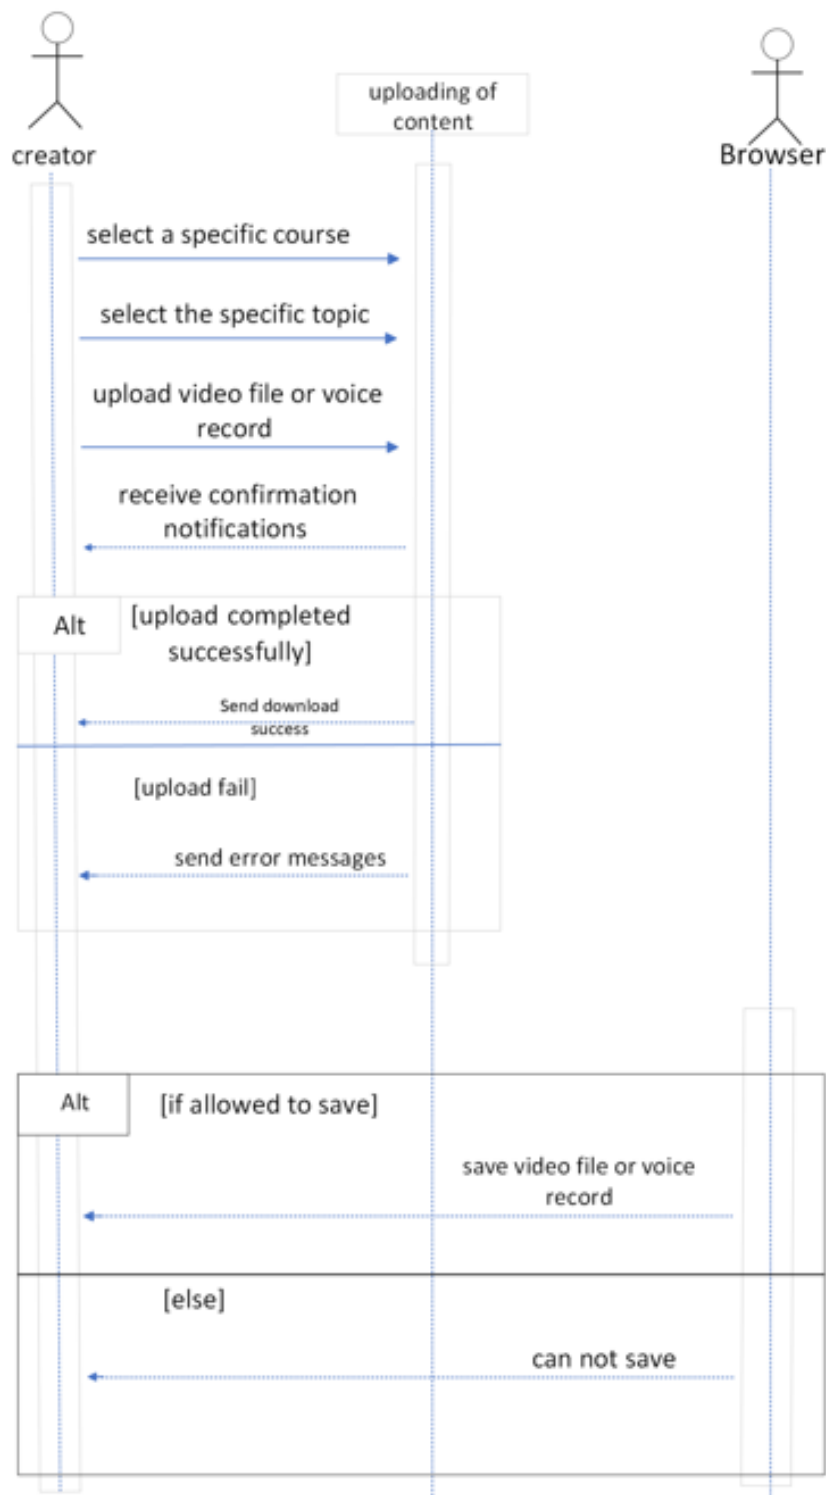 uploading of
content
creator
Browser
select a specific course
select the specific topic
upload video file or voice
record
receive confirmation
notifications
Alt
[upload completed
successfully]
Send download
success
[upload fail]
send error messages
Alt
[if allowed to save]
save video file or voice
record
[else]
can not save